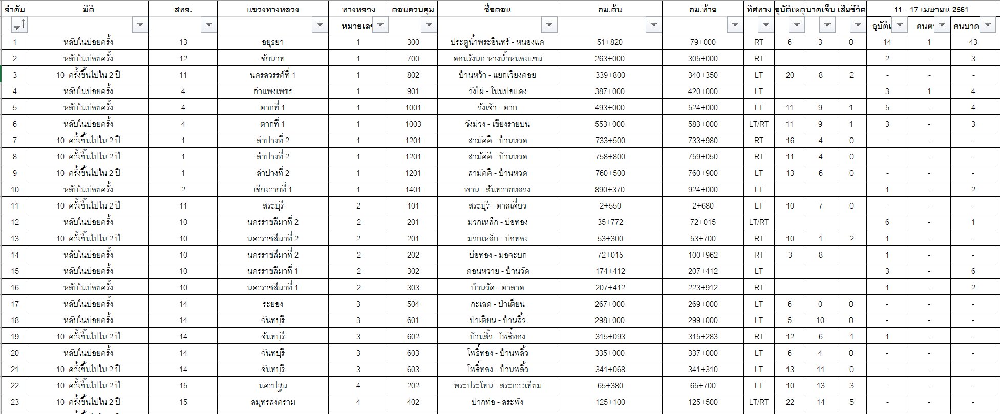 ลำดับ มิติ สทล. แขวงทางหลวง ทางหลวง ตอนควบคุม ชื่อตอน กม.ต้น กม.ท้าย ทิศทาง อุบัติเหตุ บาดเจ็บ เสียชีวิต 11 - 17 เมษายน 2561
หมายเลข อุบัติเ คนตา คนบาด
1 หลับในบ่อยครั้ง 13 อยุธยา 1 300 ประตูน้ำพระอินทร์ - หนองแค 51+820 79+000 RT 6 3 0 14 1 43
2 หลับในบ่อยครั้ง 12 ชัยนาท 1 700 ดอนรังนก-หางน้ำหนองแขม 263+000 305+000 RT 2 - 3
3 10 ครั้งขึ้นไปใน 2 ปี 11 นครสวรรค์ที่ 1 1 802 บ้านหว้า - แยกเวียงดอย 339+800 340+350 LT 20 8 2 - - -
4 หลับในบ่อยครั้ง 4 กำแพงเพชร 1 901 วังไผ่ - โนนปอแดง 387+000 420+000 LT 3 1 4
5 หลับในบ่อยครั้ง 4 ตากที่ 1 1 1001 วังเจ้า - ตาก 493+000 524+000 LT 11 9 1 5 - 4
6 หลับในบ่อยครั้ง 4 ตากที่ 1 1 1003 วังม่วง - เชียงรายบน 553+000 583+000 LT/RT 11 9 1 3 - 3
7 10 ครั้งขึ้นไปใน 2 ปี 1 ลำปางที่ 2 1 1201 สามัคคี - บ้านหวด 733+500 733+980 RT 16 4 0 - - -
8 10 ครั้งขึ้นไปใน 2 ปี 1 ลำปางที่ 2 1 1201 สามัคคี - บ้านหวด 758+800 759+050 RT 11 4 0 - - -
9 10 ครั้งขึ้นไปใน 2 ปี 1 ลำปางที่ 2 1 1201 สามัคคี - บ้านหวด 760+500 760+900 LT 13 6 0 - - -
10 หลับในบ่อยครั้ง 2 เชียงรายที่ 1 1 1401 พาน - สันทรายหลวง 890+370 924+000 LT 1 - 2
11 10 ครั้งขึ้นไปใน 2 ปี 11 สระบุรี 2 101 สระบุรี - ตาลเดี่ยว 2+550 2+680 LT 10 7 0 - - -
12 หลับในบ่อยครั้ง 10 นครราชสีมาที่ 2 2 201 มวกเหล็ก - บ่อทอง 35+772 72+015 LT/RT 6 - 1
13 10 ครั้งขึ้นไปใน 2 ปี 10 นครราชสีมาที่ 2 2 201 มวกเหล็ก - บ่อทอง 53+300 53+700 RT 10 1 2 1 - -
14 หลับในบ่อยครั้ง 10 นครราชสีมาที่ 2 2 202 บ่อทอง - มอจะบก 72+015 100+962 RT 3 8 1 - -
15 หลับในบ่อยครั้ง 10 นครราชสีมาที่ 1 2 302 ดอนหวาย - บ้านวัด 174+412 207+412 LT 3 - 6
16 หลับในบ่อยครั้ง 10 นครราชสีมาที่ 1 2 303 บ้านวัด - ตาลาด 207+412 223+912 RT 1 - 2
17 หลับในบ่อยครั้ง 14 ระยอง 3 504 กะเฉด - ป่าเตียน 267+000 269+000 LT 6 0 0 - - -
18 หลับในบ่อยครั้ง 14 จันทบุรี 3 601 ป่าเตียน - บ้านสิ้ว 298+000 299+000 LT 5 10 0 - - -
19 10 ครั้งขึ้นไปใน 2 ปี 14 จันทบุรี 3 602 บ้านสิ้ว - โพธิ์ทอง 315+093 315+283 RT 12 6 1 1 - -
20 หลับในบ่อยครั้ง 14 จันทบุรี 3 603 โพธิ์ทอง - บ้านพลิ้ว 335+000 337+000 LT 6 4 0 - - -
21 10 ครั้งขึ้นไปใน 2 ปี 14 จันทบุรี 3 603 โพธิ์ทอง - บ้านพลิ้ว 341+068 341+310 LT 13 11 0 - - -
22 10 ครั้งขึ้นไปใน 2 ปี 15 นครปฐม 4 202 พระประโทน - สระกระเทียม 65+380 65+700 LT 10 13 3 - - -
23 10 ครั้งขึ้นไปใน 2 ปี 15 สมุทรสงคราม 4 402 ปากท่อ - สระพัง 125+100 125+500 LT/RT 22 14 5 - - -